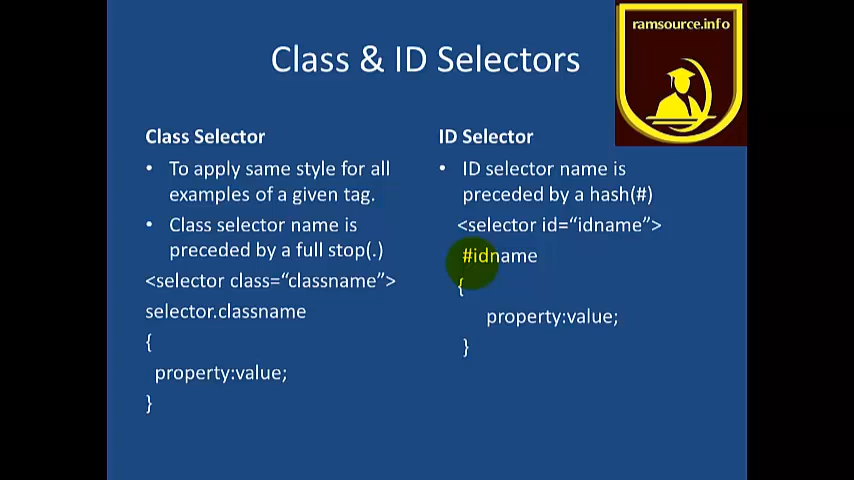 ramsource.info
Class & ID Selectors
Class Selector
• To apply same style for all
examples of a given tag.
• Class selector name is
preceded by a full stop(.)
<selector class=“classname”>
selector.classname
{
property:value;
}
ID Selector
• ID selector name is
preceded by a hash(#)
<selector id=“idname”>
#idname
{
property:value;
}